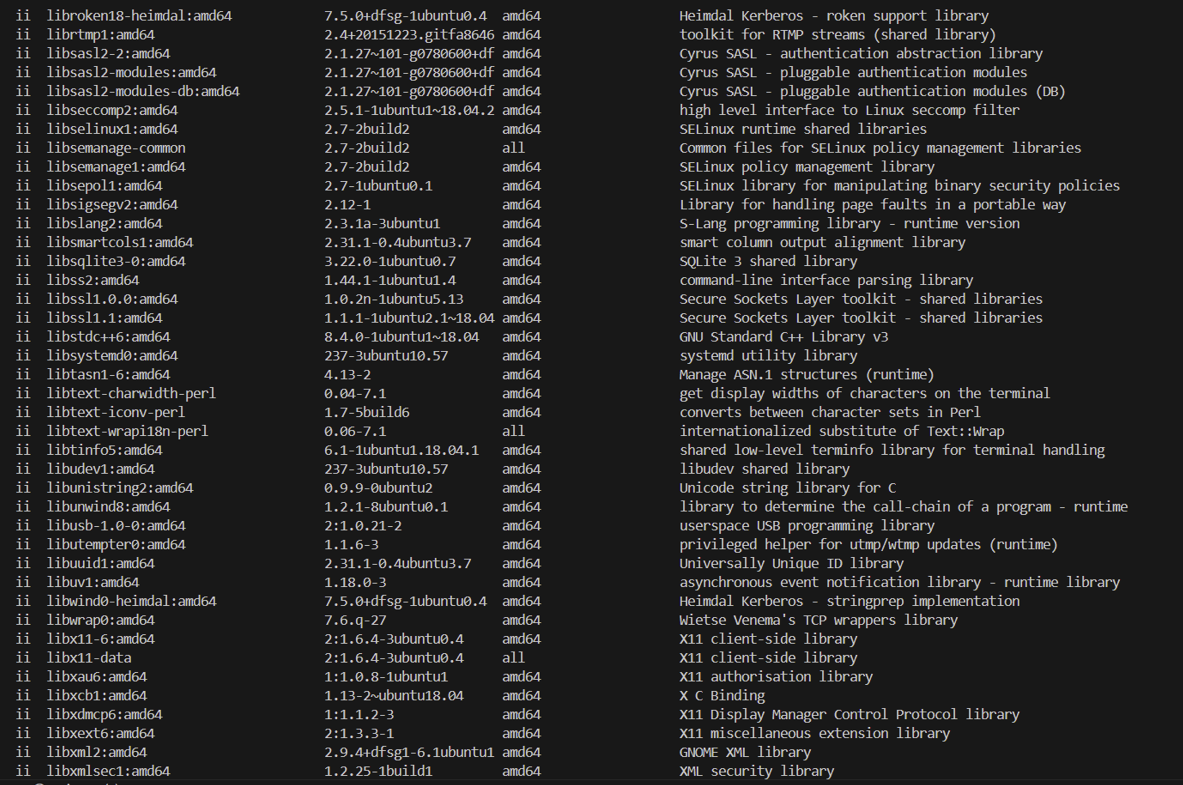 ii  libroken18-heimdal:amd64  7.5.0+dfsg-1ubuntu0.4  amd64  Heimdal Kerberos - roken support library
ii  librtmp1:amd64  2.4+20151223.gitfa8646  amd64  toolkit for RTMP streams (shared library)
ii  libsasl2-2:amd64  2.1.27~101-g0780600+df  amd64  Cyrus SASL - authentication abstraction library
ii  libsasl2-modules:amd64  2.1.27~101-g0780600+df  amd64  Cyrus SASL - pluggable authentication modules
ii  libsasl2-modules-db:amd64  2.1.27~101-g0780600+df  amd64  Cyrus SASL - pluggable authentication modules (DB)
ii  libseccomp2:amd64  2.5.1-1ubuntu1~18.04.2  amd64  high level interface to Linux seccomp filter
ii  libselinux1:amd64  2.7-2build2  amd64  SELinux runtime shared libraries
ii  libsemanage-common  2.7-2build2  all  Common files for SELinux policy management libraries
ii  libsemanage1:amd64  2.7-2build2  amd64  SELinux policy management library
ii  libsepol1:amd64  2.7-1ubuntu0.1  amd64  SELinux library for manipulating binary security policies
ii  libsigsegv2:amd64  2.12-1  amd64  Library for handling page faults in a portable way
ii  libslang2:amd64  2.3.1a-3ubuntu1  amd64  S-Lang programming library - runtime version
ii  libsmartcols1:amd64  2.31.1-0.4ubuntu3.7  amd64  smart column output alignment library
ii  libsqlite3-0:amd64  3.22.0-1ubuntu0.7  amd64  SQLite 3 shared library
ii  libss2:amd64  1.44.1-1ubuntu1.4  amd64  command-line interface parsing library
ii  libssl1.0.0:amd64  1.0.2n-1ubuntu5.13  amd64  Secure Sockets Layer toolkit - shared libraries
ii  libssl1.1:amd64  1.1.1-1ubuntu2.1~18.04  amd64  Secure Sockets Layer toolkit - shared libraries
ii  libstdc++6:amd64  8.4.0-1ubuntu1~18.04  amd64  GNU Standard C++ Library v3
ii  libsystemd0:amd64  237-3ubuntu10.57  amd64  systemd utility library
ii  libtasn1-6:amd64  4.13-2  amd64  Manage ASN.1 structures (runtime)
ii  libtext-charwidth-perl  0.04-7.1  amd64  get display widths of characters on the terminal
ii  libtext-iconv-perl  1.7-5build6  amd64  converts between character sets in Perl
ii  libtext-wrapi18n-perl  0.06-7.1  all  internationalized substitute of Text::Wrap
ii  libtinfo5:amd64  6.1-1ubuntu1.18.04.1  amd64  shared low-level terminfo library for terminal handling
ii  libudev1:amd64  237-3ubuntu10.57  amd64  libudev shared library
ii  libunistring2:amd64  0.9.9-0ubuntu2  amd64  Unicode string library for C
ii  libunwind8:amd64  1.2.1-8ubuntu0.1  amd64  library to determine the call-chain of a program - runtime
ii  libusb-1.0-0:amd64  2:1.0.21-2  amd64  userspace USB programming library
ii  libutempter0:amd64  1.1.6-3  amd64  privileged helper for utmp/wtmp updates (runtime)
ii  libuuid1:amd64  2.31.1-0.4ubuntu3.7  amd64  Universally Unique ID library
ii  libuv1:amd64  1.18.0-3  amd64  asynchronous event notification library - runtime library
ii  libwind0-heimdal:amd64  7.5.0+dfsg-1ubuntu0.4  amd64  Heimdal Kerberos - stringprep implementation
ii  libwrap0:amd64  7.6.q-27  amd64  Wietse Venema's TCP wrappers library
ii  libx11-6:amd64  2:1.6.4-3ubuntu0.4  amd64  X11 client-side library
ii  libx11-data  2:1.6.4-3ubuntu0.4  all  X11 client-side library
ii  libxau6:amd64  1:1.0.8-1ubuntu1  amd64  X11 authorisation library
ii  libxcb1:amd64  1.13-2~ubuntu18.04  amd64  X C Binding
ii  libxdmcp6:amd64  1:1.1.2-3  amd64  X11 Display Manager Control Protocol library
ii  libxext6:amd64  2:1.3.3-1  amd64  X11 miscellaneous extension library
ii  libxml2:amd64  2.9.4+dfsg1-6.1ubuntu1  amd64  GNOME XML library
ii  libxmlsec1:amd64  1.2.25-1build1  amd64  XML security library